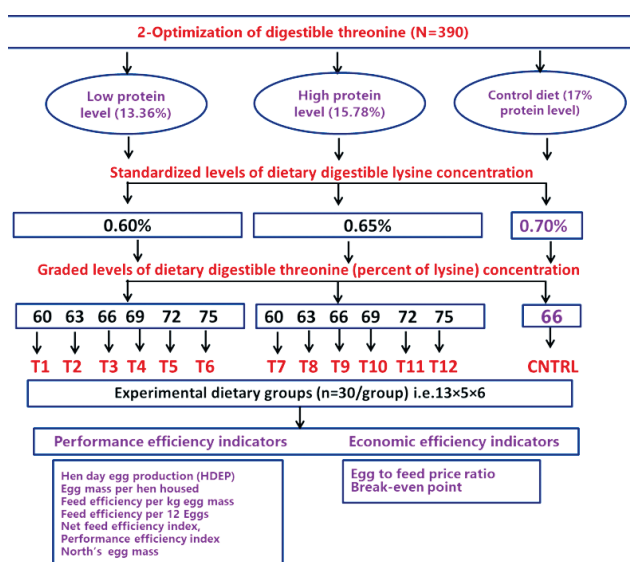 2-Optimization of digestible threonine (N=390)
Low protein
level (13.36%)
High protein
level (15.78%)
Control diet (17%
protein level)
Standardized levels of dietary digestible lysine concentration
0.60%
0.65%
0.70%
Graded levels of dietary digestible threonine (percent of lysine) concentration
60 63 66 69 72 75
60 63 66 69 72 75
66
T1 T2 T3 T4 T5 T6
T7 T8 T9 T10 T11 T12
CNTRL
Experimental dietary groups (n=30/group) i.e.13×5×6
Performance efficiency indicators
Economic efficiency indicators
Hen day egg production (HDEP)
Egg mass per hen housed
Feed efficiency per kg egg mass
Feed efficiency per 12 Eggs
Net feed efficiency index,
Performance efficiency index
North's egg mass
Egg to feed price ratio
Break-even point